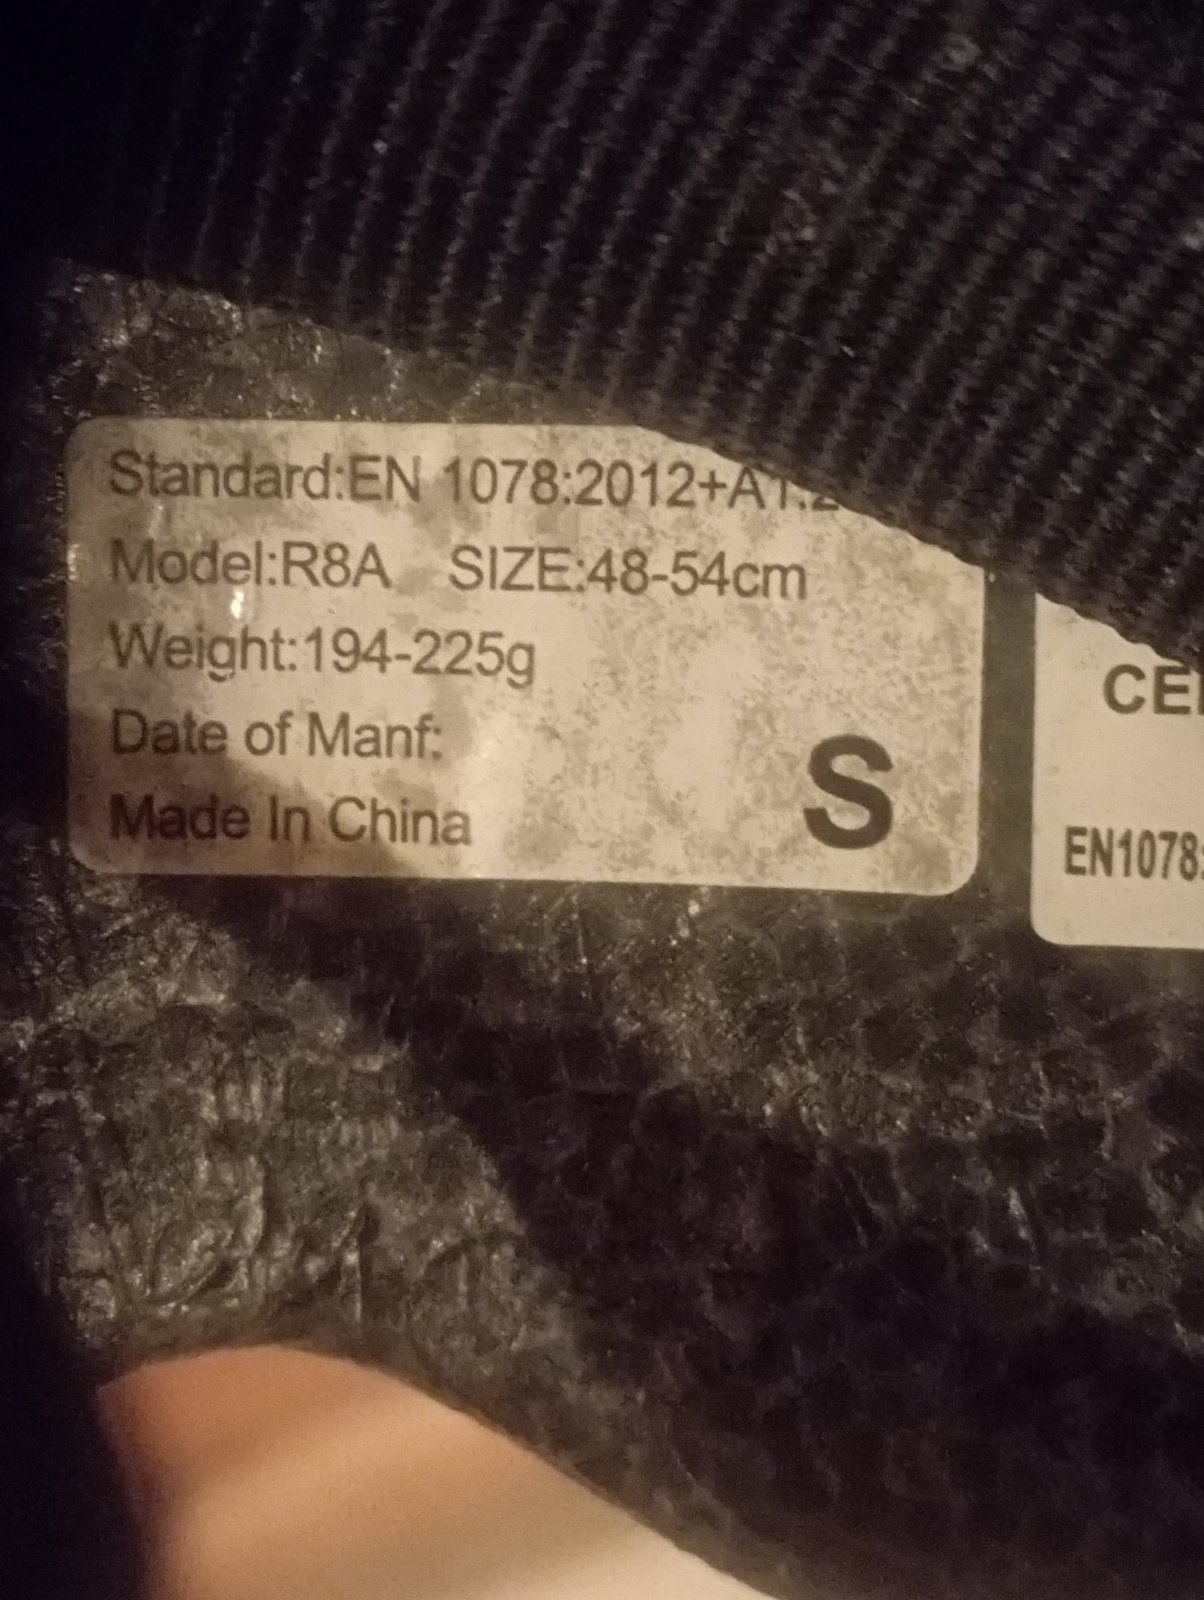 Standard:EN 1078:2012+A1:2
Model:R8A SIZE:48-54cm
Weight:194-225g
Date of Manf:
Made In China
S
CE
EN1078: